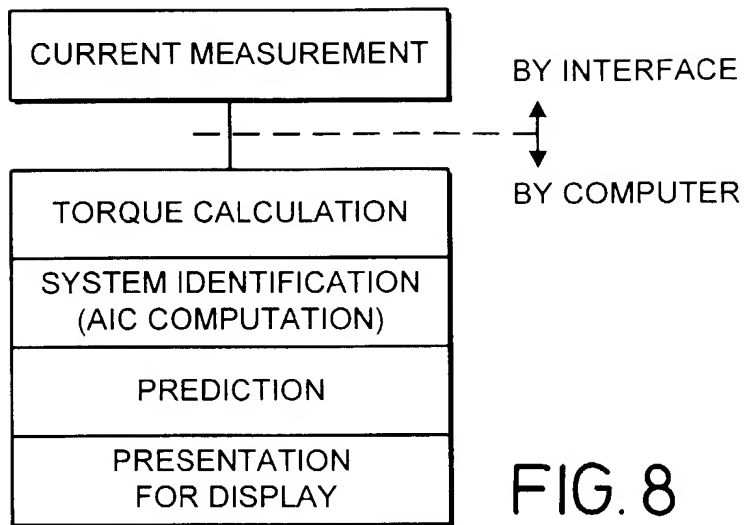 CURRENT MEASUREMENT
BY INTERFACE
BY COMPUTER
TORQUE CALCULATION
SYSTEM IDENTIFICATION
(AIC COMPUTATION)
PREDICTION
PRESENTATION
FOR DISPLAY
FIG. 8